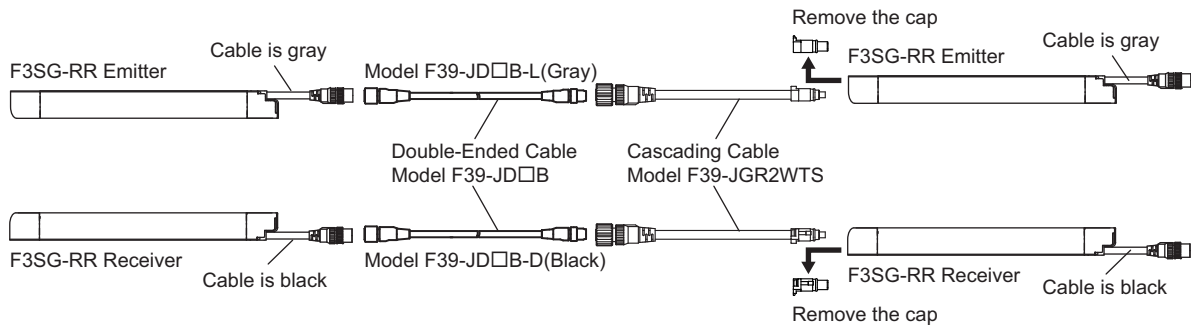 Remove the cap
Cable is gray
Cable is gray
F3SG-RR Emitter
Model F39-JD□B-L(Gray)
F3SG-RR Emitter
Double-Ended Cable
Model F39-JD□B
Cascading Cable
Model F39-JGR2WTS
F3SG-RR Receiver
Cable is black
Model F39-JD□B-D(Black)
F3SG-RR Receiver
Cable is black
Remove the cap